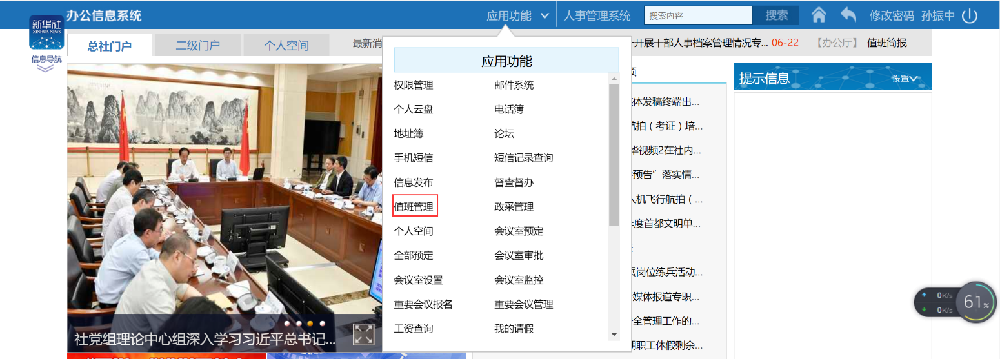 新华社
XINHUA NEWS
信息导航
办公信息系统
应用功能
人事管理系统
搜索内容
搜索
修改密码
孙振中
总社门户
二级门户
个人空间
最新消
开展干部人事档案管理情况专... 06-22
【办公厅】 值班简报
应用功能
权限管理 邮件系统
个人云盘 电话簿
地址簿 论坛
手机短信 短信记录查询
信息发布 督查督办
值班管理 政采管理
个人空间 会议室预定
全部预定 会议室审批
会议室设置 会议室监控
重要会议报名 重要会议管理
工资查询 我的请假
体发稿终端出...
航拍（考证）培...
华视频2在社内...
预告”落实情...
人机飞行航拍（...
年度首都文明单...
展岗位练兵活动...
媒体报道专职...
全管理工作的...
期职工休假剩余...
提示信息
设置
社党组理论中心组深入学习习近平总书记...
0K/s
0K/s
61%